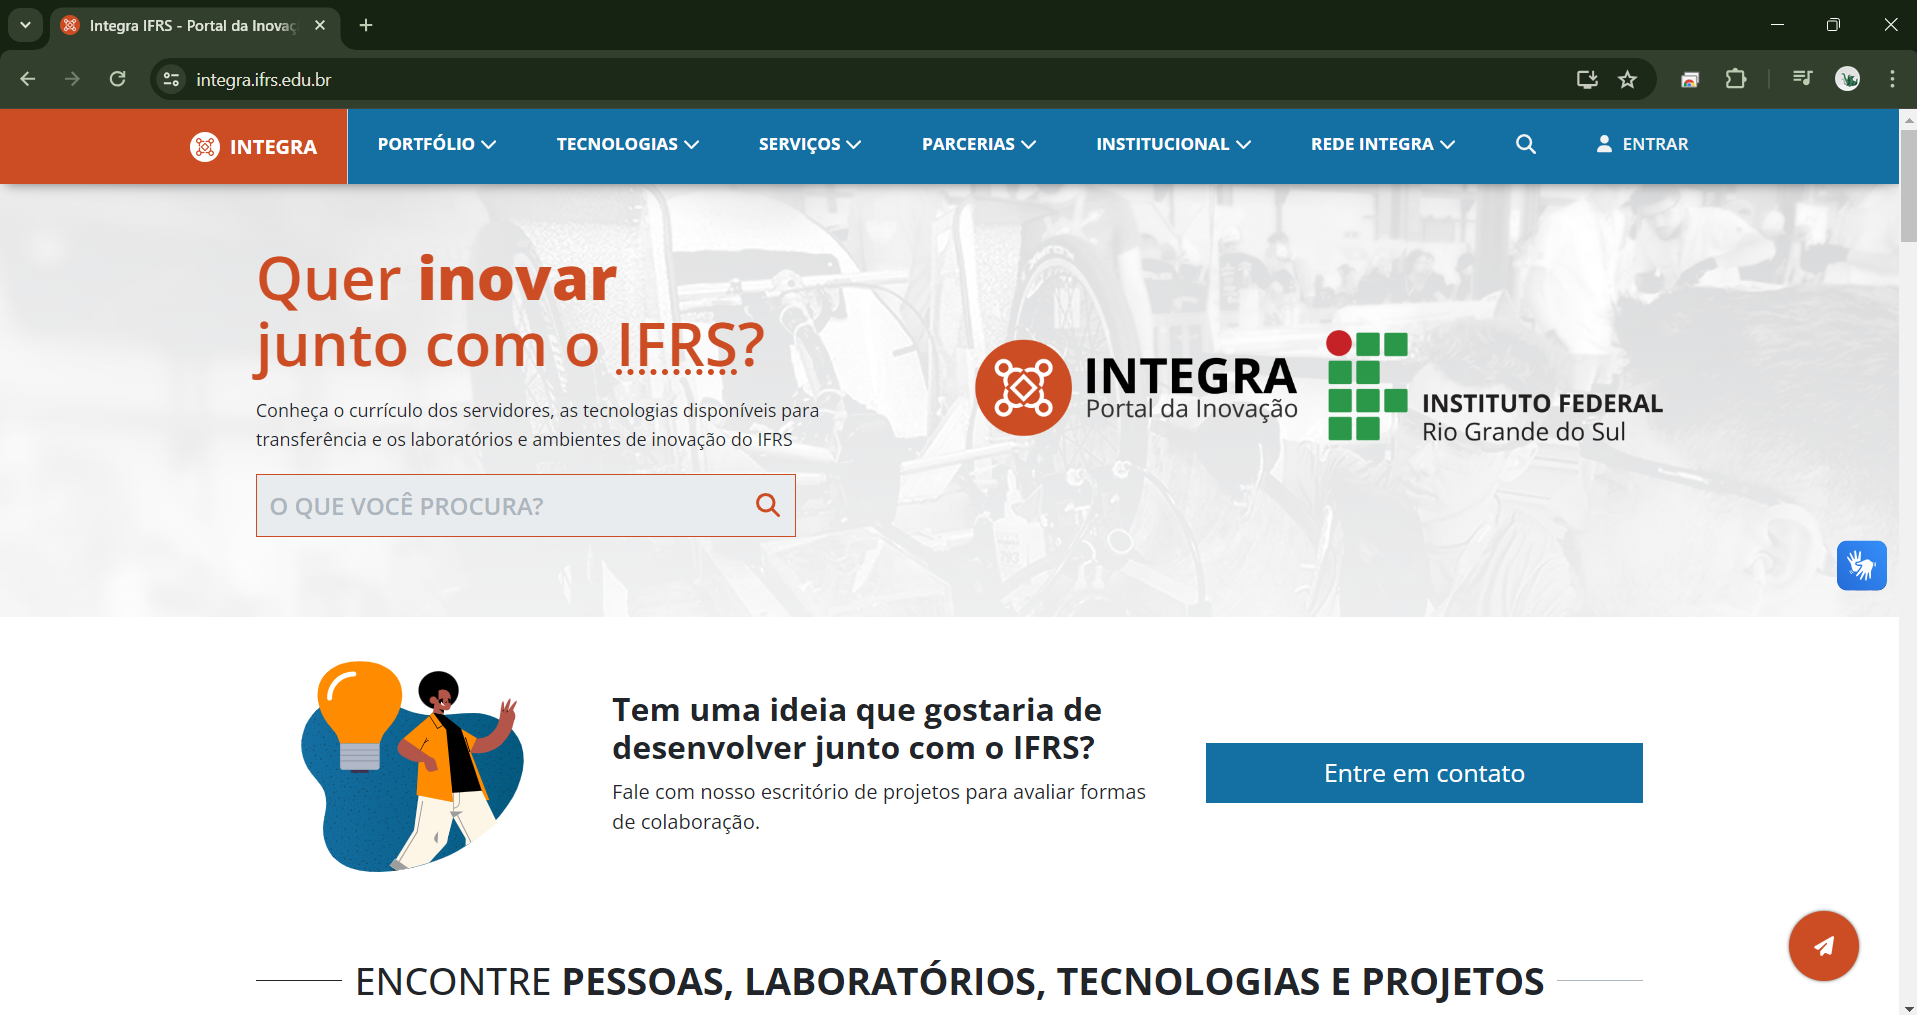 Integra IFRS - Portal da Inovaç
integra.ifrs.edu.br
INTEGRA
PORTFÓLIO
TECNOLOGIAS
SERVIÇOS
PARCERIAS
INSTITUCIONAL
REDE INTEGRA
ENTRAR
Quer inovar
junto com o IFRS?
Conheça o currículo dos servidores, as tecnologias disponíveis para
transferência e os laboratórios e ambientes de inovação do IFRS
O QUE VOCÊ PROCURA?
INTEGRA
Portal da Inovação
INSTITUTO FEDERAL
Rio Grande do Sul
Tem uma ideia que gostaria de
desenvolver junto com o IFRS?
Fale com nosso escritório de projetos para avaliar formas
de colaboração.
Entre em contato
ENCONTRE PESSOAS, LABORATÓRIOS, TECNOLOGIAS E PROJETOS